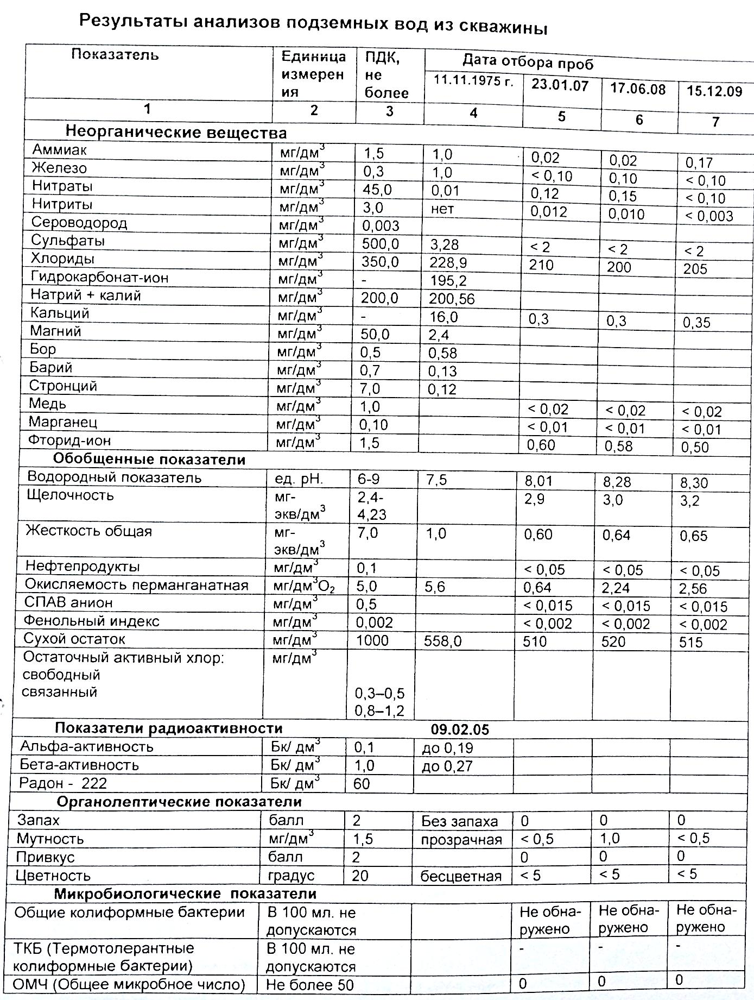 Результаты анализов подземных вод из скважины
Показатель Единица измерен ия ПДК, не более Дата отбора проб
11.11.1975 г. 23.01.07 17.06.08 15.12.09
1 2 3 4 5 6 7
Неорганические вещества
Аммиак мг/дм³ 1,5 1,0 0,02 0,02 0,17
Железо мг/дм³ 0,3 1,0 < 0,10 0,10 < 0,10
Нитраты мг/дм³ 45,0 0,01 0,12 0,15 < 0,10
Нитриты мг/дм³ 3,0 нет 0,012 0,010 < 0,003
Сероводород мг/дм³ 0,003
Сульфаты мг/дм³ 500,0 3,28 < 2 < 2 < 2
Хлориды мг/дм³ 350,0 228,9 210 200 205
Гидрокарбонат-ион мг/дм³ - 195,2
Натрий + калий мг/дм³ 200,0 200,56
Кальций мг/дм³ - 16,0 0,3 0,3 0,35
Магний мг/дм³ 50,0 2,4
Бор мг/дм³ 0,5 0,58
Барий мг/дм³ 0,7 0,13
Стронций мг/дм³ 7,0 0,12
Медь мг/дм³ 1,0 < 0,02 < 0,02 < 0,02
Марганец мг/дм³ 0,10 < 0,01 < 0,01 < 0,01
Фторид-ион мг/дм³ 1,5 0,60 0,58 0,50
Обобщенные показатели
Водородный показатель ед. рН. 6-9 7,5 8,01 8,28 8,30
Щелочность мг- 2,4- 2,9 3,0 3,2
экв/дм³ 4,23
Жесткость общая мг- 7,0 1,0 0,60 0,64 0,65
экв/дм³
Нефтепродукты мг/дм³ 0,1 < 0,05 < 0,05 < 0,05
Окисляемость перманганатная мг/дм³О₂ 5,0 5,6 0,64 2,24 2,56
СПАВ анион мг/дм³ 0,5 < 0,015 < 0,015 < 0,015
Фенольный индекс мг/дм³ 0,002 < 0,002 < 0,002 < 0,002
Сухой остаток мг/дм³ 1000 558,0 510 520 515
Остаточный активный хлор: мг/дм³
свободный
связанный 0,3–0,5
0,8–1,2
Показатели радиоактивности 09.02.05
Альфа-активность Бк/ дм³ 0,1 до 0,19
Бета-активность Бк/ дм³ 1,0 до 0,27
Радон - 222 Бк/ дм³ 60
Органолептические показатели
Запах балл 2 Без запаха 0 0 0
Мутность мг/дм³ 1,5 прозрачная < 0,5 1,0 < 0,5
Привкус балл 2 0 0 0
Цветность градус 20 бесцветная < 5 < 5 < 5
Микробиологические показатели
Общие колиформные бактерии В 100 мл. не Не обна- Не обна- Не обна-
допускаются ружено ружено ружено
ТКБ (Термотолерантные В 100 мл. не - - -
колиформные бактерии) допускаются
ОМЧ (Общее микробное число) Не более 50 0 0 0